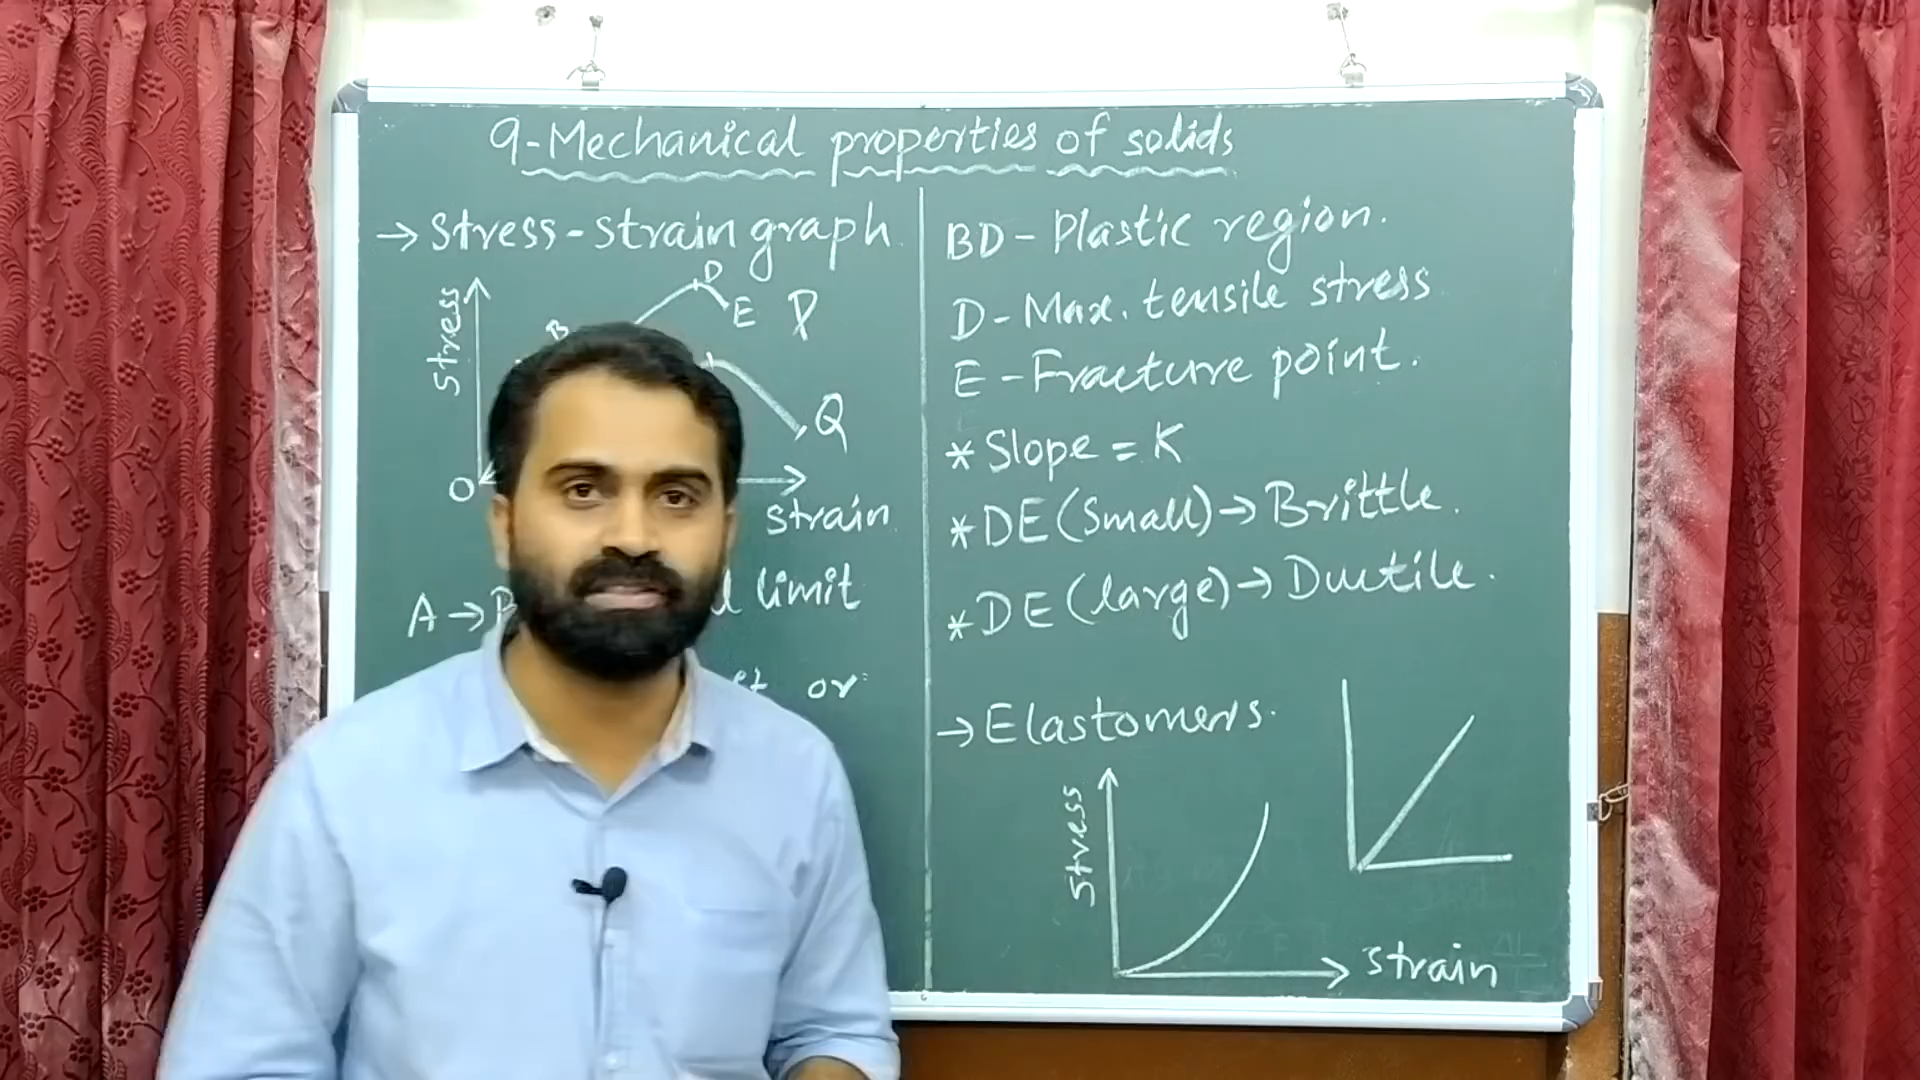 9-Mechanical properties of solids
→ Stress-strain graph
Stress
D
B
E
P
Q
O
strain
A → limit
or
BD - Plastic region.
D - Max. tensile stress
E - Fracture point.
* Slope = K
* DE (small) → Brittle.
* DE (large) → Ductile.
→ Elastomers.
Stress
strain